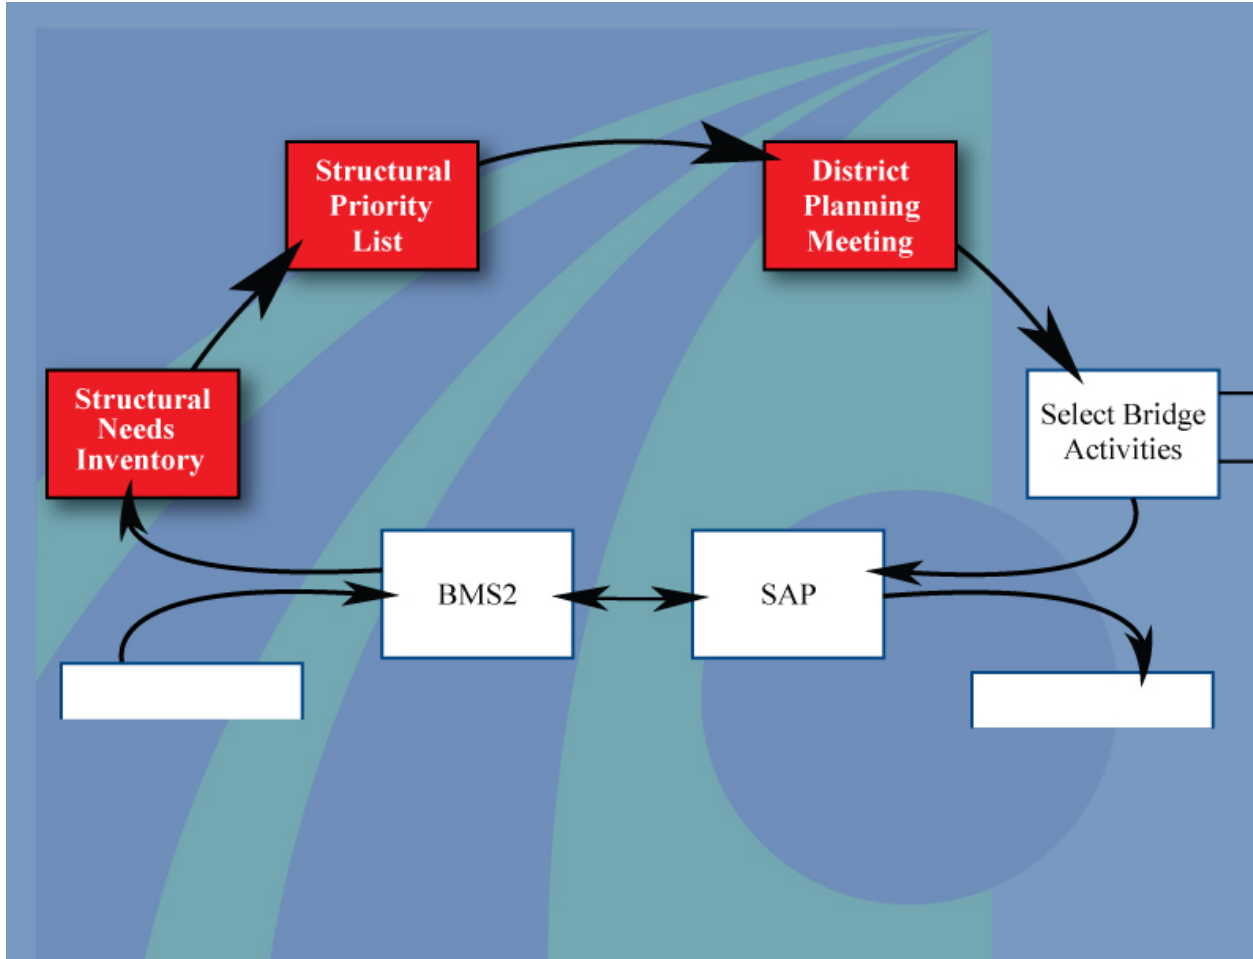 Structural
Priority
List
District
Planning
Meeting
Structural
Needs
Inventory
Select Bridge
Activities
BMS2
SAP